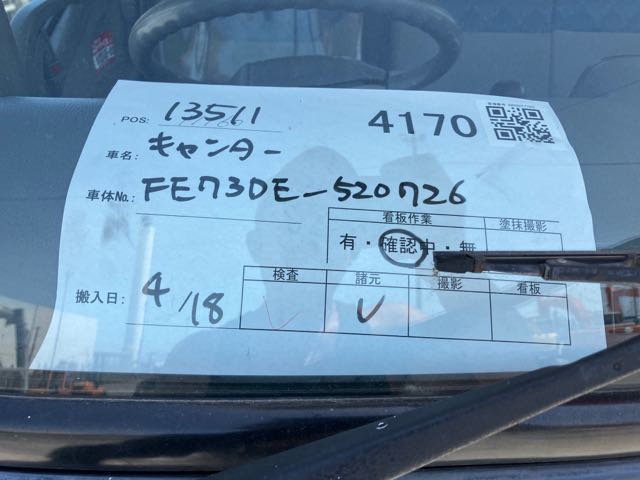 POS: 13511
4170
車名: キャンター
車体No.: FE73DE-520726
看板作業
塗抹撮影
有・確認中・無
搬入日: 4/18
検査
諸元
撮影
看板